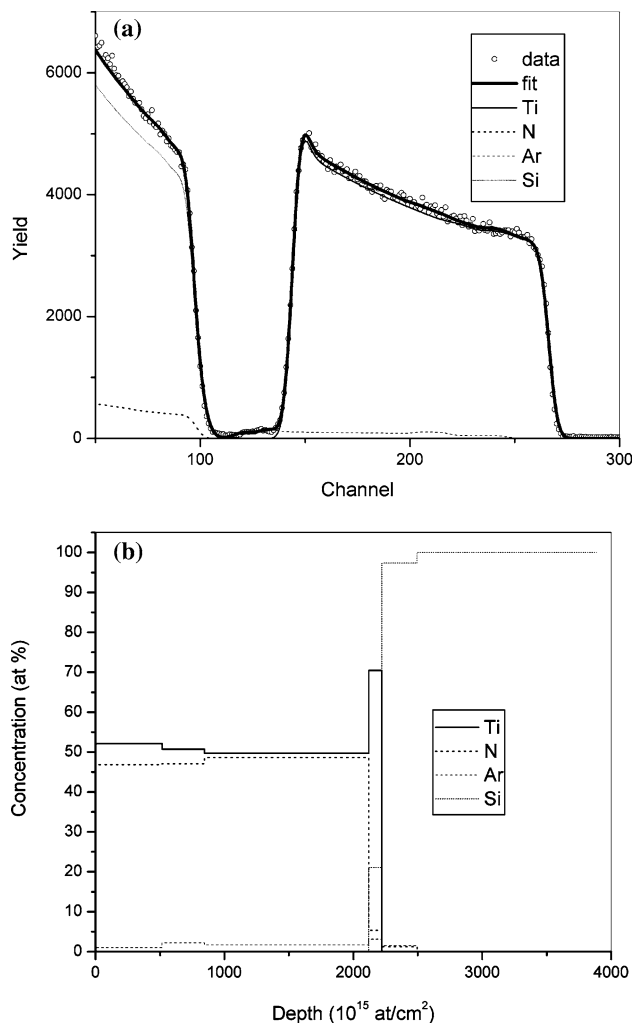 (a)
data
fit
Ti
N
Ar
Si
6000
4000
2000
0
Yield
100
200
300
Channel
(b)
100
90
80
70
60
50
40
30
20
10
5
0
Concentration (at %)
Ti
N
Ar
Si
0
1000
2000
3000
4000
Depth (10¹⁵ at/cm²)